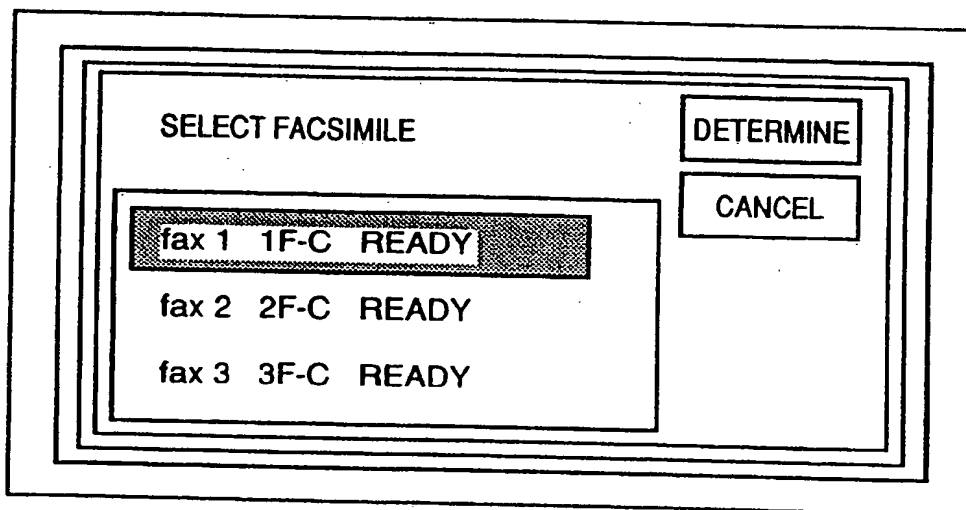 SELECT FACSIMILE
DETERMINE
CANCEL
fax 1 1F-C READY
fax 2 2F-C READY
fax 3 3F-C READY